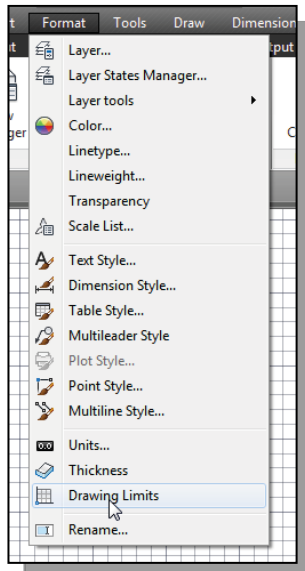 Format Tools Draw Dimension
Layer...
Layer States Manager...
Layer tools
Color...
Linetype...
Lineweight...
Transparency
Scale List...
Text Style...
Dimension Style...
Table Style...
Multileader Style
Plot Style...
Point Style...
Multiline Style...
Units...
Thickness
Drawing Limits
Rename...